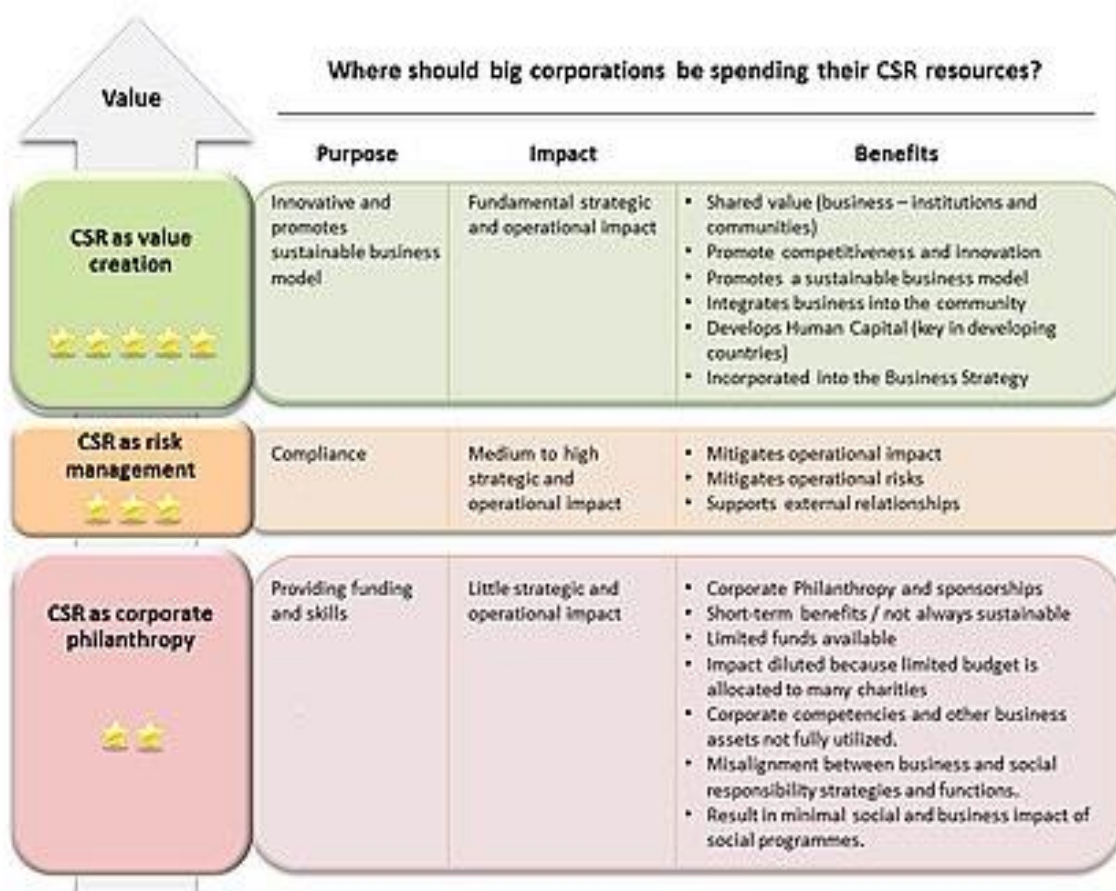 Value
Where should big corporations be spending their CSR resources?
Purpose
Impact
Benefits
CSR as value
creation
Innovative and
promotes
sustainable business
model
Fundamental strategic
and operational impact
• Shared value (business – institutions and
communities)
• Promote competitiveness and innovation
• Promotes a sustainable business model
• Integrates business into the community
• Develops Human Capital (key in developing
countries)
• Incorporated into the Business Strategy
CSR as risk
management
Compliance
Medium to high
strategic and
operational impact
• Mitigates operational impact
• Mitigates operational risks
• Supports external relationships
CSR as corporate
philanthropy
Providing funding
and skills
Little strategic and
operational impact
• Corporate Philanthropy and sponsorships
• Short-term benefits / not always sustainable
• Limited funds available
• Impact diluted because limited budget is
allocated to many charities
• Corporate competencies and other business
assets not fully utilized.
• Misalignment between business and social
responsibility strategies and functions.
• Result in minimal social and business impact of
social programmes.